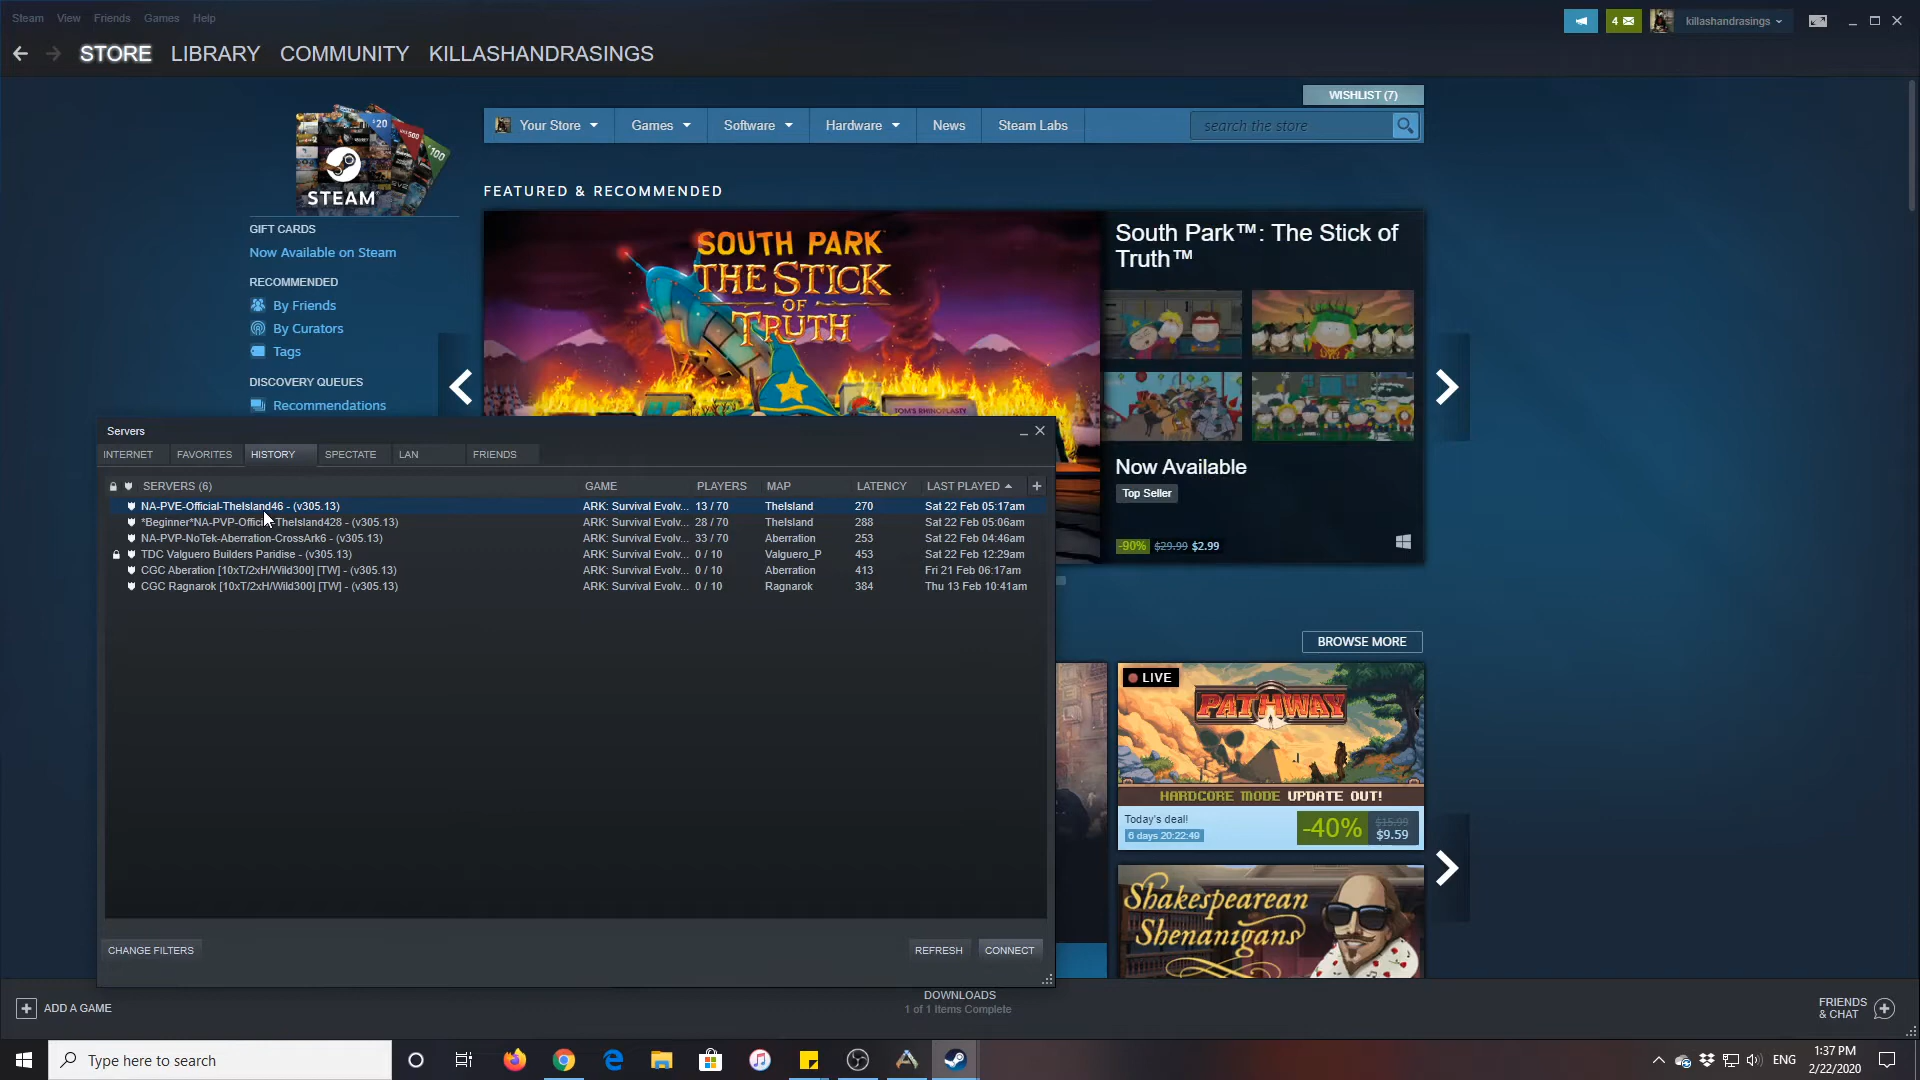 Steam View Friends Games Help
4
killashandrasings
STORE LIBRARY COMMUNITY KILLASHANDRASINGS
WISHLIST (7)
Your Store Games Software Hardware News Steam Labs
search the store
20
100
STEAM
GIFT CARDS
Now Available on Steam
RECOMMENDED
By Friends
By Curators
Tags
DISCOVERY QUEUES
Recommendations
FEATURED & RECOMMENDED
SOUTH PARK
THE STICK
OF
TRUTH
TOM'S RHINOPLASTY
South Park™: The Stick of
Truth™
Now Available
Top Seller
-90% $29.99 $2.99
Servers
INTERNET FAVORITES HISTORY SPECTATE LAN FRIENDS
SERVERS (6) GAME PLAYERS MAP LATENCY LAST PLAYED
NA-PVE-Official-TheIsland46 - (v305.13) ARK: Survival Evolv... 13 / 70 TheIsland 270 Sat 22 Feb 05:17am
*Beginner*NA-PVP-Official-TheIsland428 - (v305.13) ARK: Survival Evolv... 28 / 70 TheIsland 288 Sat 22 Feb 05:06am
NA-PVP-NoTek-Aberration-CrossArk6 - (v305.13) ARK: Survival Evolv... 33 / 70 Aberration 253 Sat 22 Feb 04:46am
TDC Valguero Builders Paridise - (v305.13) ARK: Survival Evolv... 0 / 10 Valguero_P 453 Sat 22 Feb 12:29am
CGC Aberation [10xT/2xH/Wild300] [TW] - (v305.13) ARK: Survival Evolv... 0 / 10 Aberration 413 Fri 21 Feb 06:17am
CGC Ragnarok [10xT/2xH/Wild300] [TW] - (v305.13) ARK: Survival Evolv... 0 / 10 Ragnarok 384 Thu 13 Feb 10:41am
CHANGE FILTERS REFRESH CONNECT
BROWSE MORE
LIVE
PATHWAY
HARDCORE MODE UPDATE OUT!
Today's deal!
6 days 20:22:49
-40% $15.99
$9.59
Shakespearean
Shenanigans
ADD A GAME
DOWNLOADS
1 of 1 Items Complete
FRIENDS
& CHAT
Type here to search
ENG
1:37 PM
2/22/2020